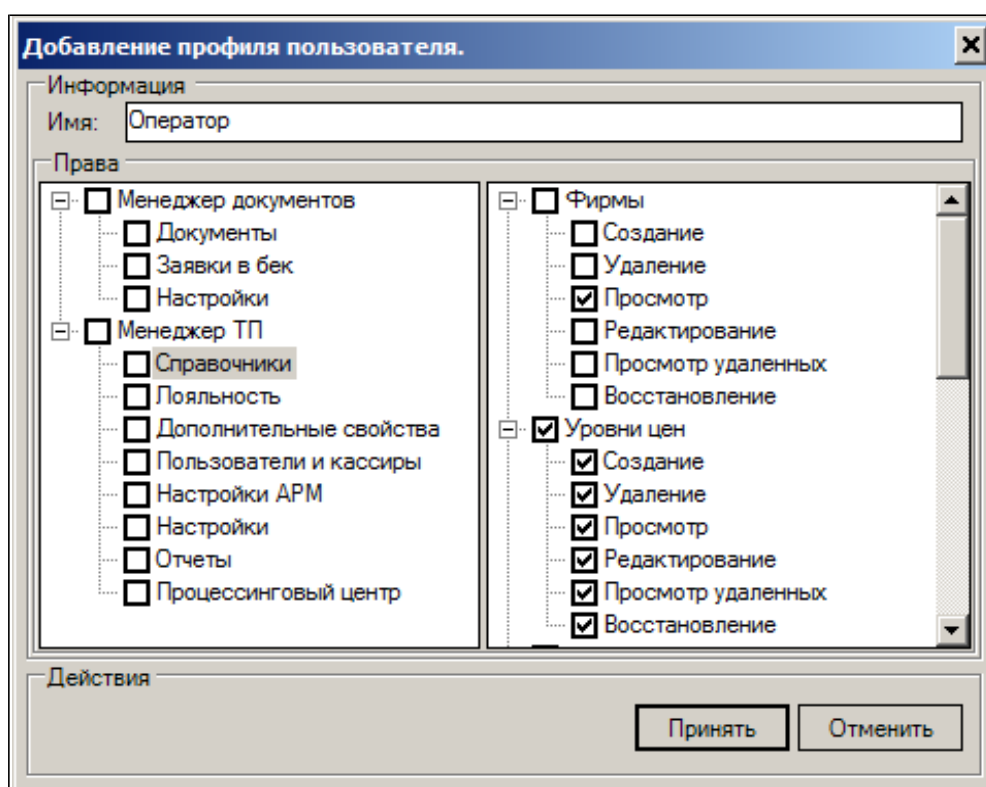 Добавление профиля пользователя.
Информация
Имя: Оператор
Права
Менеджер документов
Документы
Заявки в бек
Настройки
Менеджер ТП
Справочники
Лояльность
Дополнительные свойства
Пользователи и кассиры
Настройки АРМ
Настройки
Отчеты
Процессинговый центр
Фирмы
Создание
Удаление
Просмотр
Редактирование
Просмотр удаленных
Восстановление
Уровни цен
Создание
Удаление
Просмотр
Редактирование
Просмотр удаленных
Восстановление
Действия
Принять
Отменить